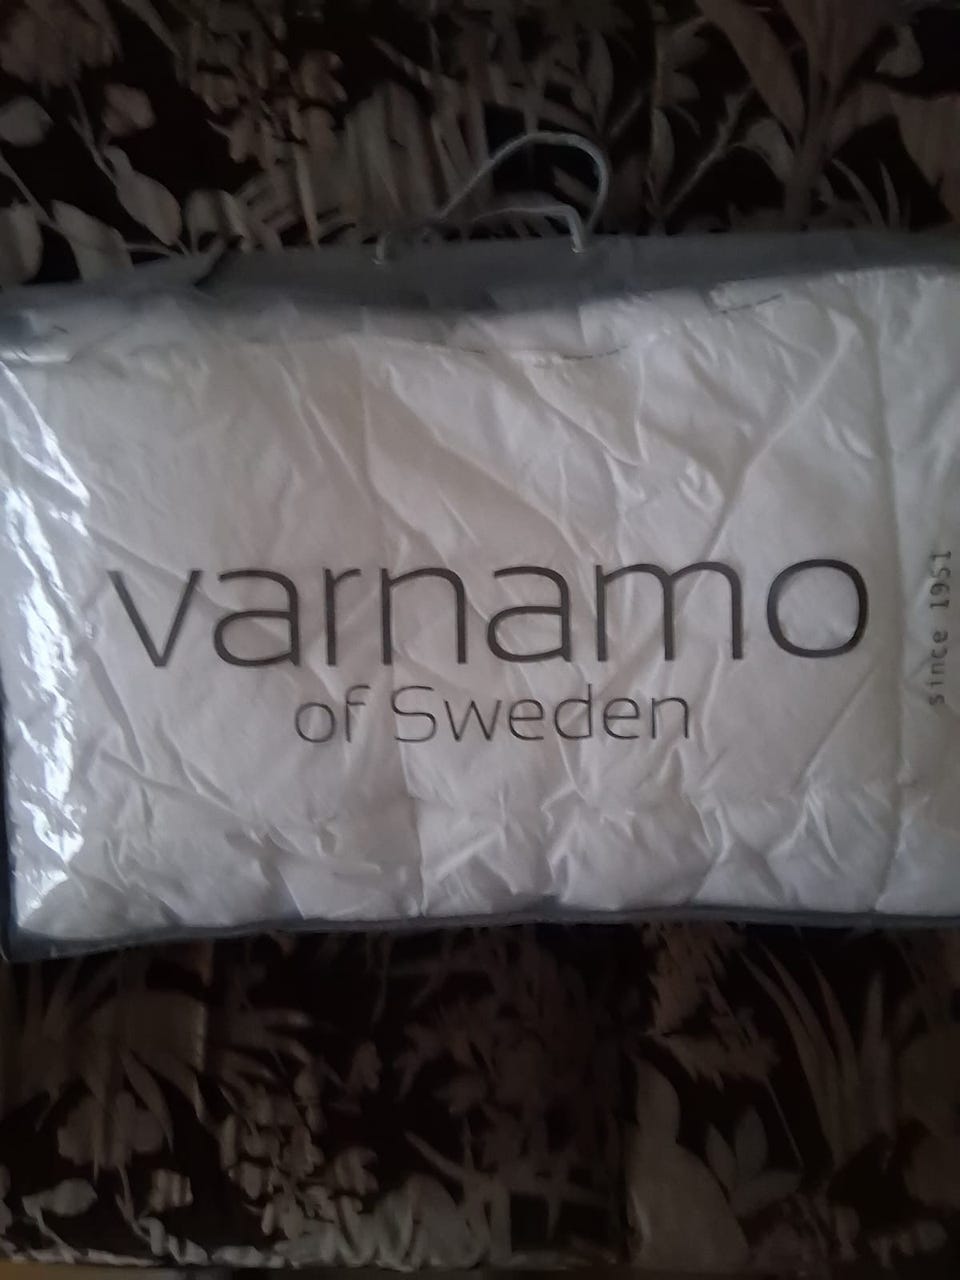 varnamo
of Sweden
since 1951